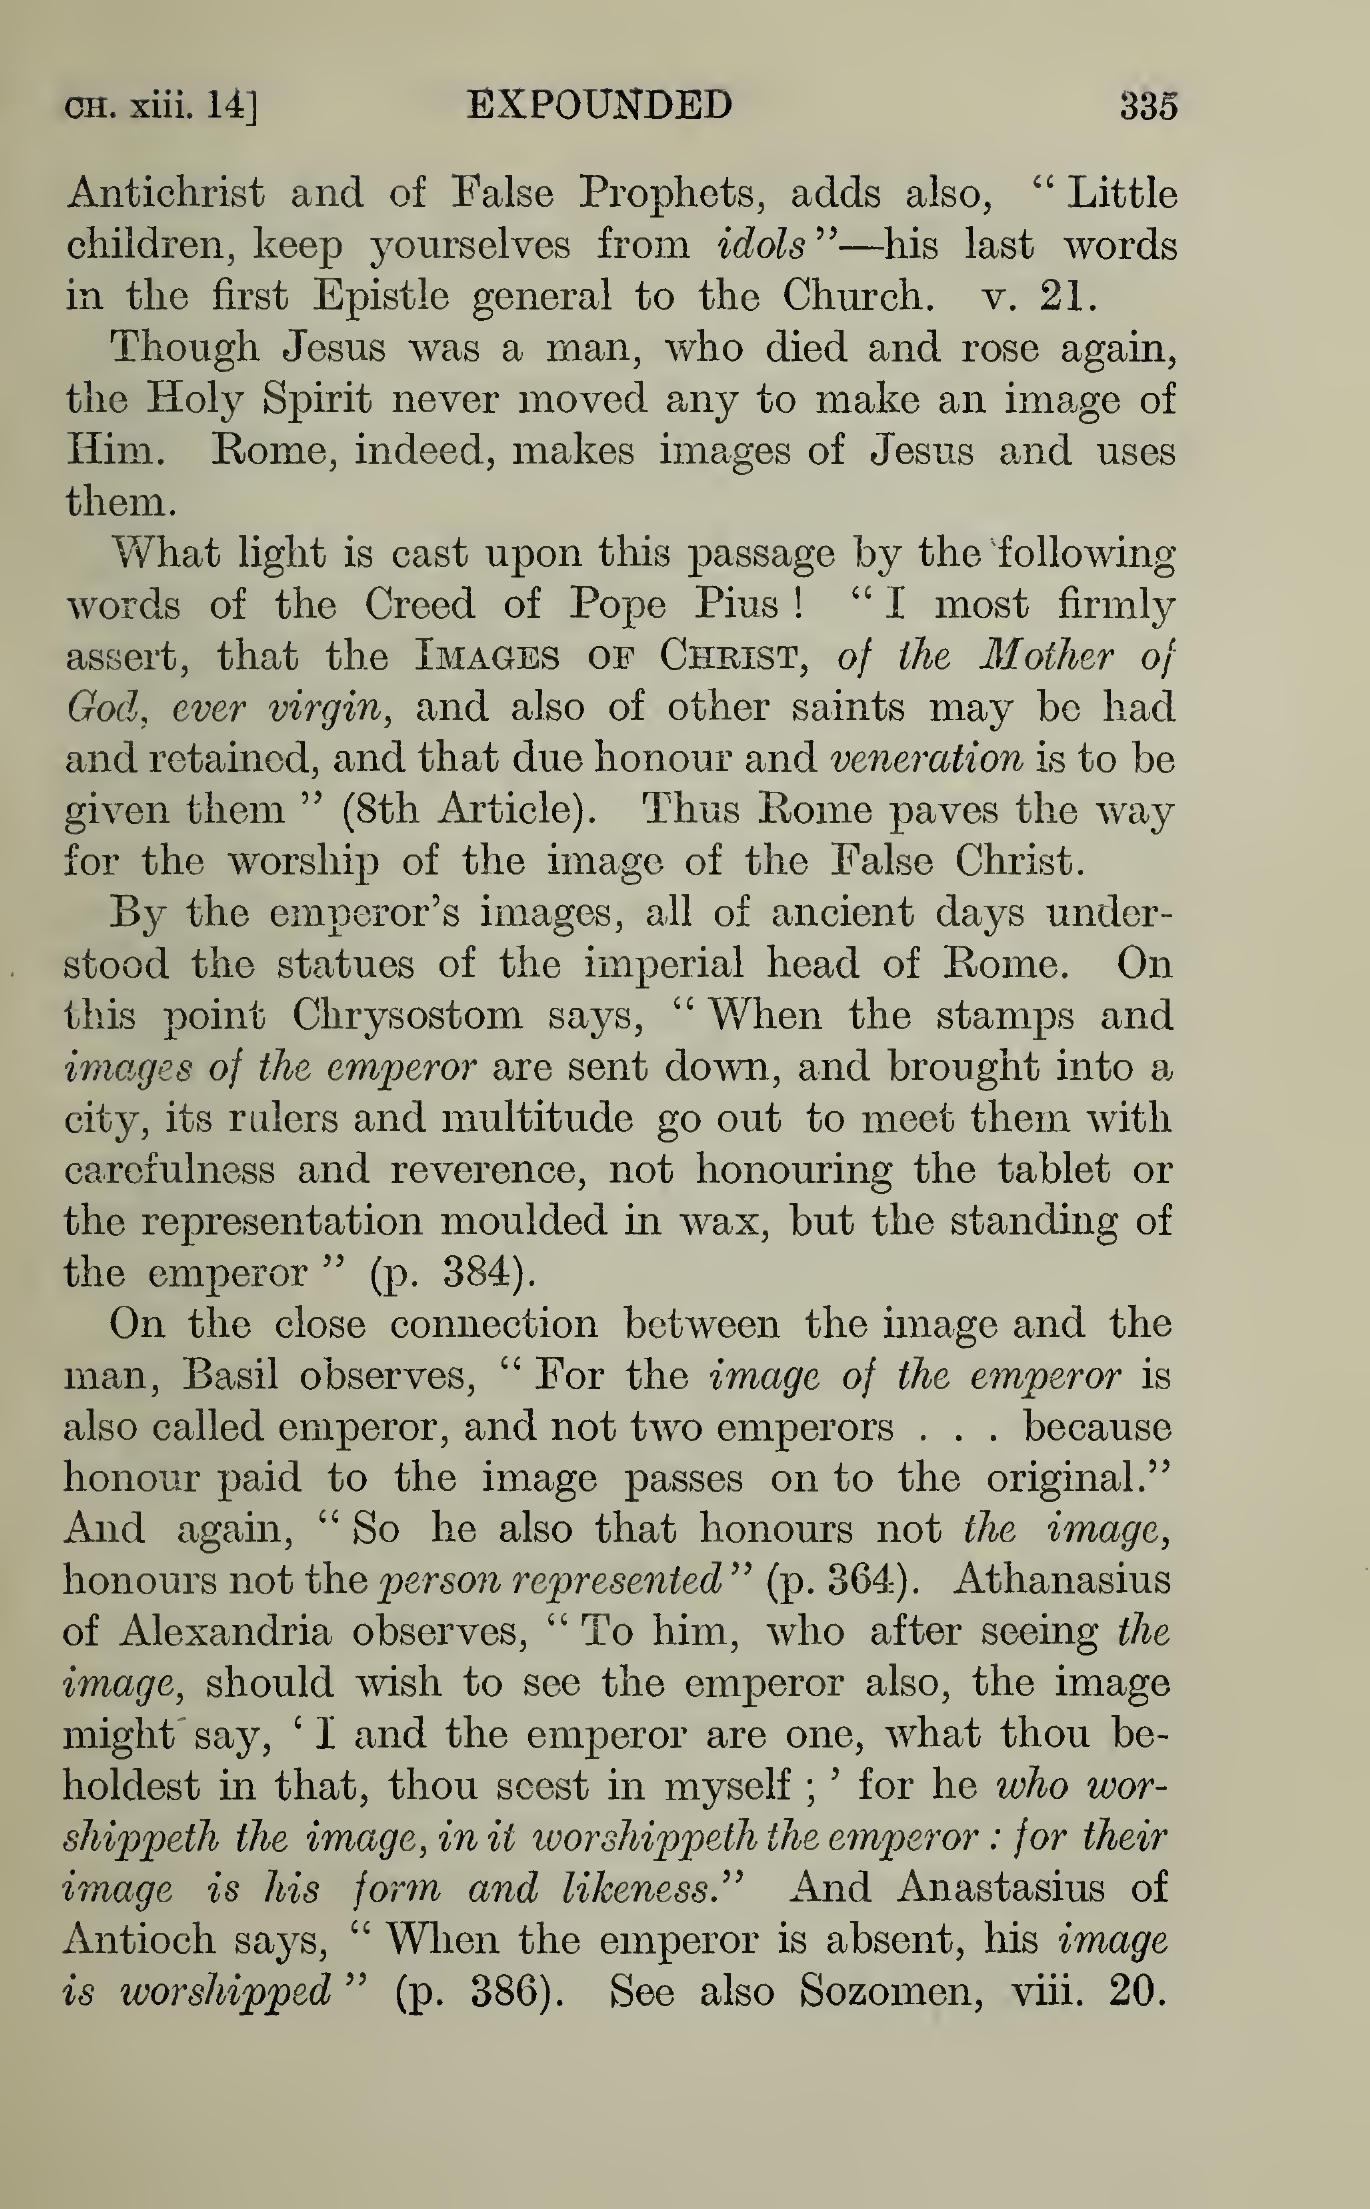 CH. xiii. 14] EXPOUNDED 335
Antichrist and of False Prophets, adds also, “ Little
children, keep yourselves from idols ”—his last words
in the first Epistle general to the Church. v. 21.
Though Jesus was a man, who died and rose again,
the Holy Spirit never moved any to make an image of
Him. Rome, indeed, makes images of Jesus and uses
them.
What light is cast upon this passage by the following
words of the Creed of Pope Pius ! “ I most firmly
assert, that the IMAGES OF CHRIST, of the Mother of
God, ever virgin, and also of other saints may be had
and retained, and that due honour and veneration is to be
given them ” (8th Article). Thus Rome paves the way
for the worship of the image of the False Christ.
By the emperor’s images, all of ancient days under-
stood the statues of the imperial head of Rome. On
this point Chrysostom says, “ When the stamps and
images of the emperor are sent down, and brought into a
city, its rulers and multitude go out to meet them with
carefulness and reverence, not honouring the tablet or
the representation moulded in wax, but the standing of
the emperor ” (p. 384).
On the close connection between the image and the
man, Basil observes, “ For the image of the emperor is
also called emperor, and not two emperors . . . because
honour paid to the image passes on to the original.”
And again, “ So he also that honours not the image,
honours not the person represented ” (p. 364). Athanasius
of Alexandria observes, “ To him, who after seeing the
image, should wish to see the emperor also, the image
might say, ‘ I and the emperor are one, what thou be-
holdest in that, thou seest in myself ; ’ for he who wor-
shippeth the image, in it worshippeth the emperor : for their
image is his form and likeness.” And Anastasius of
Antioch says, “ When the emperor is absent, his image
is worshipped ” (p. 386). See also Sozomen, viii. 20.